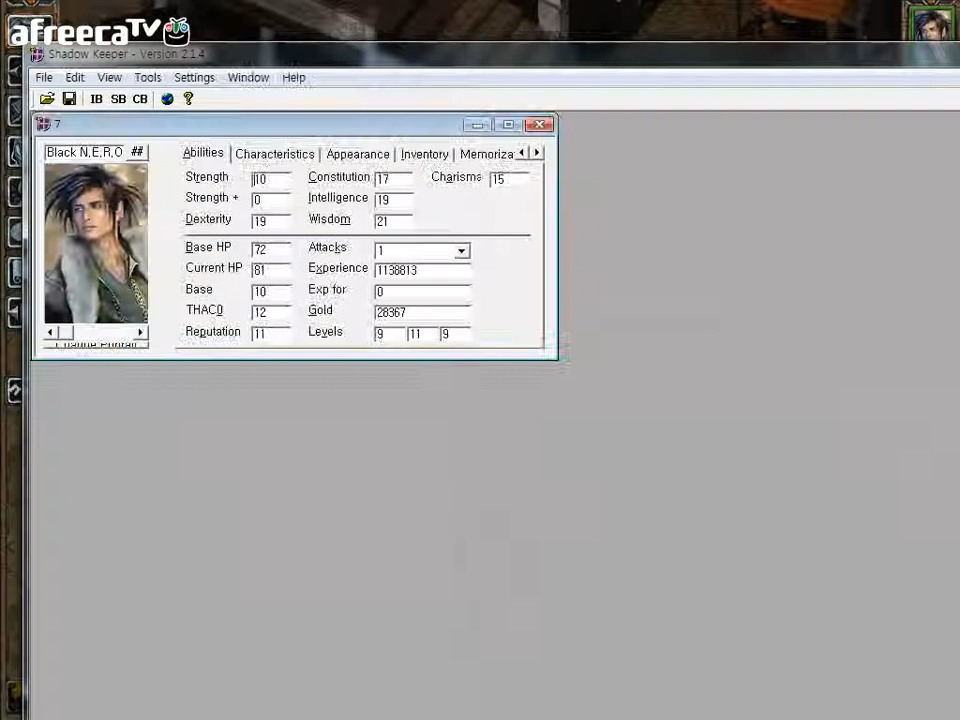 afreecaTV
Shadow Keeper - Version 2.1.4
File Edit View Tools Settings Window Help
IB SB CB ?
7
Black N,E,R,O ##
Abilities Characteristics Appearance Inventory Memoriza
Strength 10 Constitution 17 Charisma 15
Strength + 0 Intelligence 19
Dexterity 19 Wisdom 21
Base HP 72 Attacks 1
Current HP 81 Experience 1138813
Base 10 Exp for 0
THAC0 12 Gold 28367
Reputation 11 Levels 9 11 9